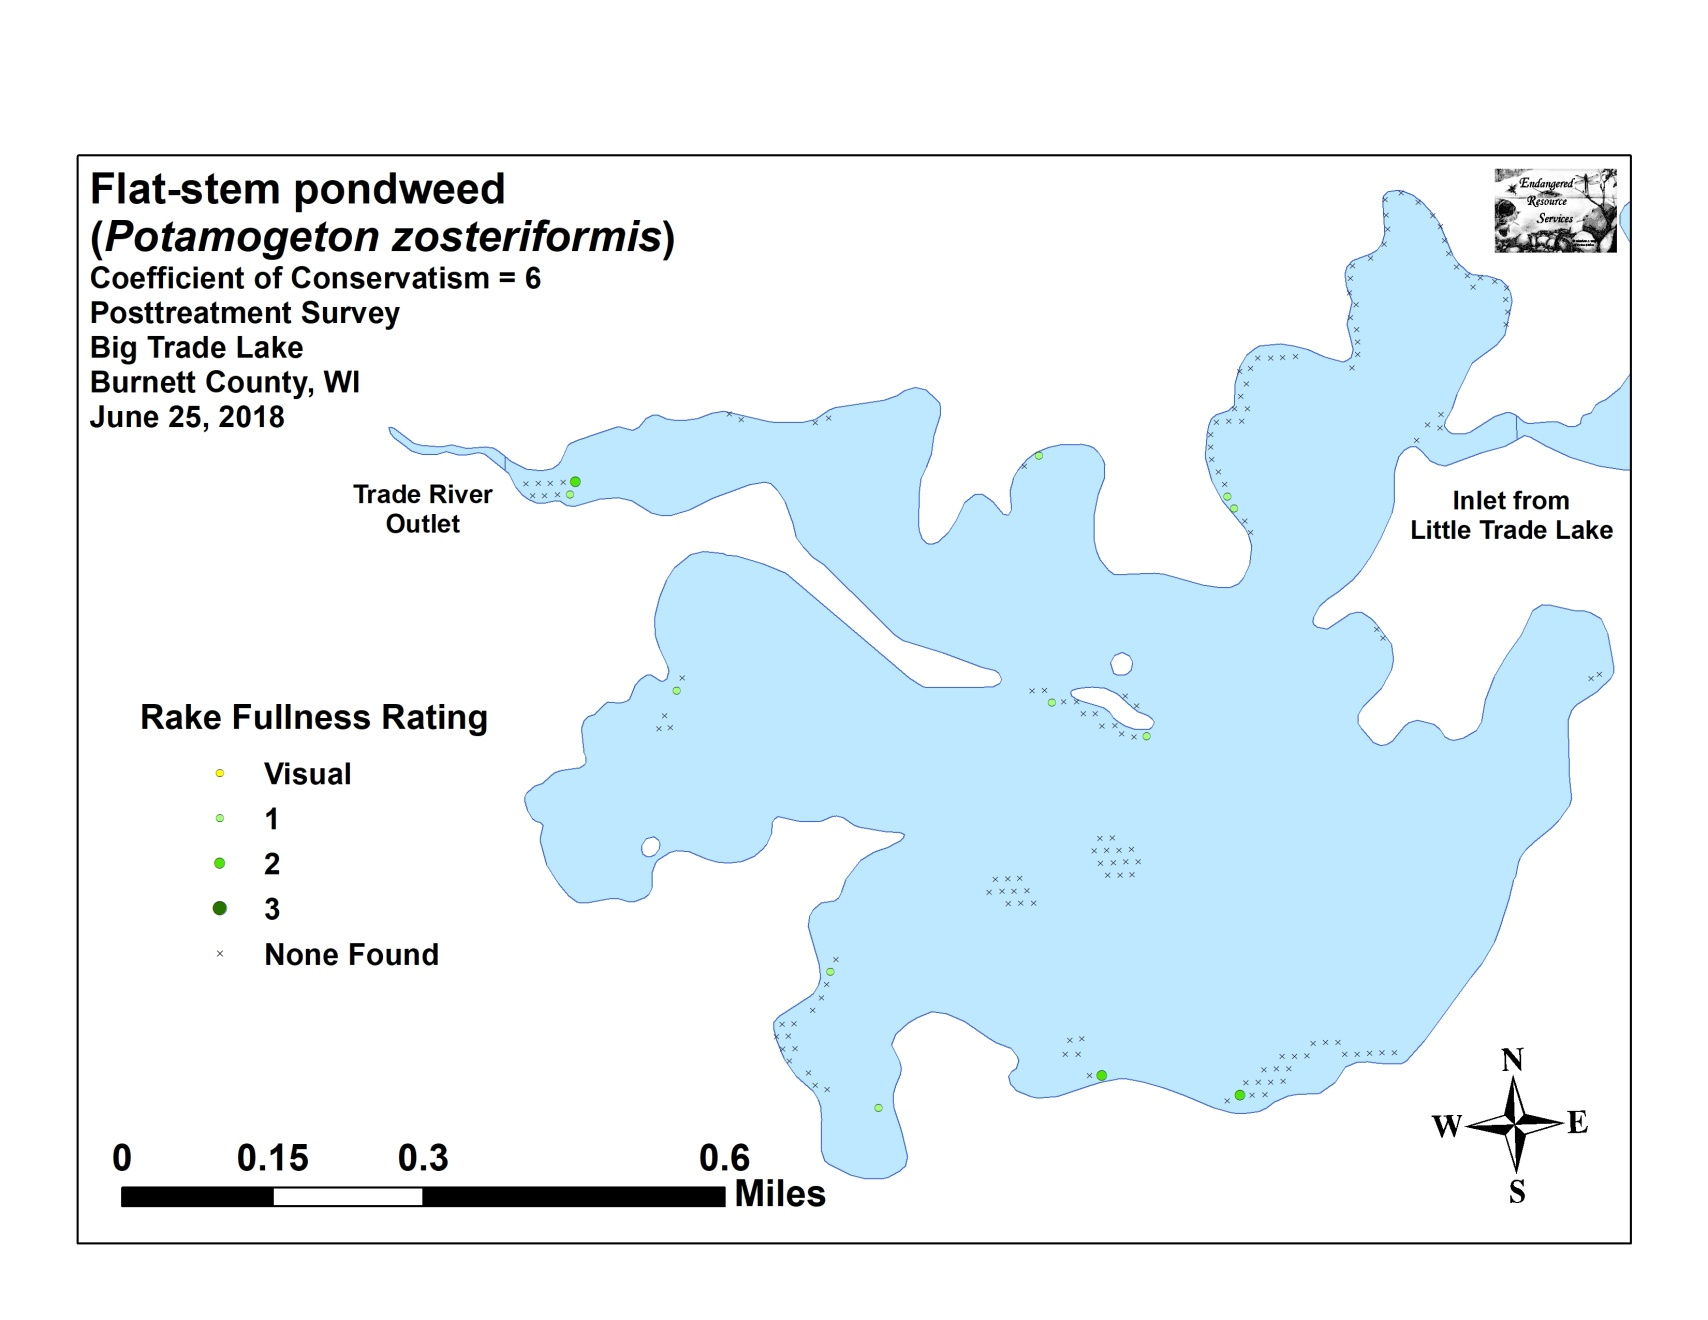 Flat-stem pondweed
(Potamogeton zosteriformis)
Coefficient of Conservatism = 6
Posttreatment Survey
Big Trade Lake
Burnett County, WI
June 25, 2018
Endangered
Resource
Services
Trade River
Outlet
Inlet from
Little Trade Lake
Rake Fullness Rating
Visual
1
2
3
None Found
0 0.15 0.3 0.6
Miles
N
W E
S